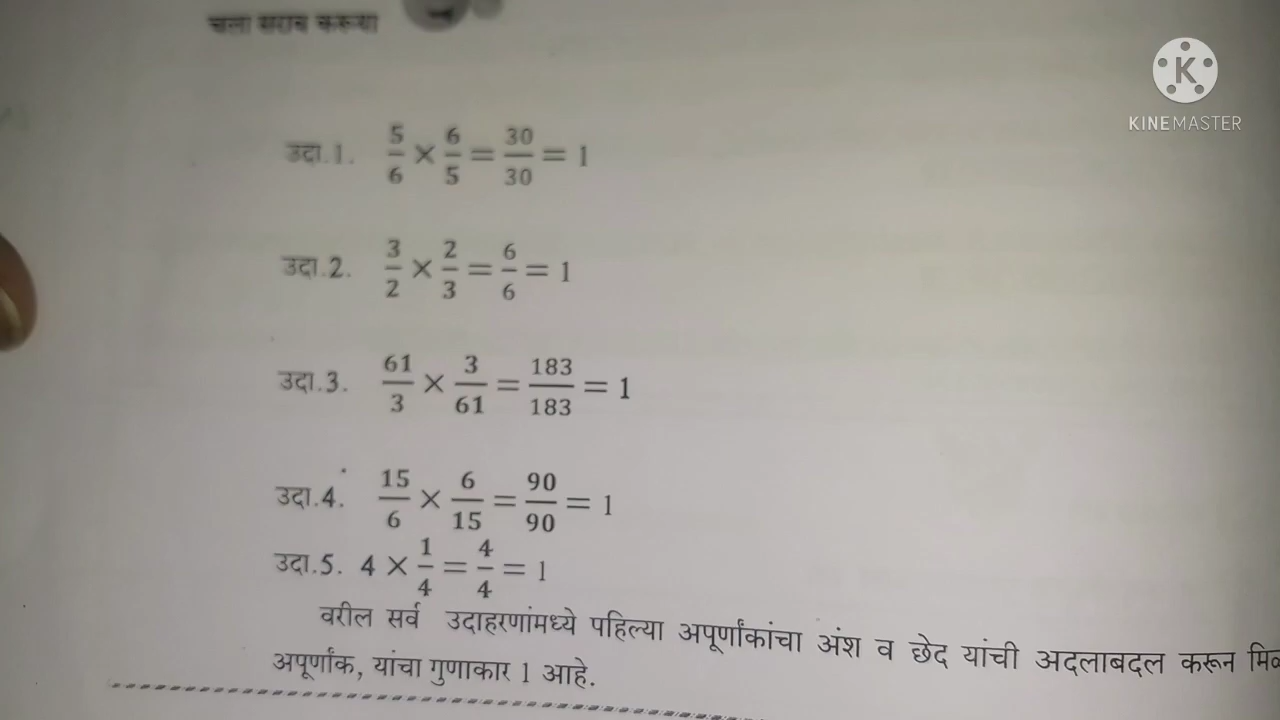 चला सराव करूया
K
KINEMASTER
उदा.1. 5/6 × 6/5 = 30/30 = 1
उदा.2. 3/2 × 2/3 = 6/6 = 1
उदा.3. 61/3 × 3/61 = 183/183 = 1
उदा.4. 15/6 × 6/15 = 90/90 = 1
उदा.5. 4 × 1/4 = 4/4 = 1
वरील सर्व उदाहरणांमध्ये पहिल्या अपूर्णांकांचा अंश व छेद यांची अदलाबदल करून
अपूर्णांक, यांचा गुणाकार 1 आहे.